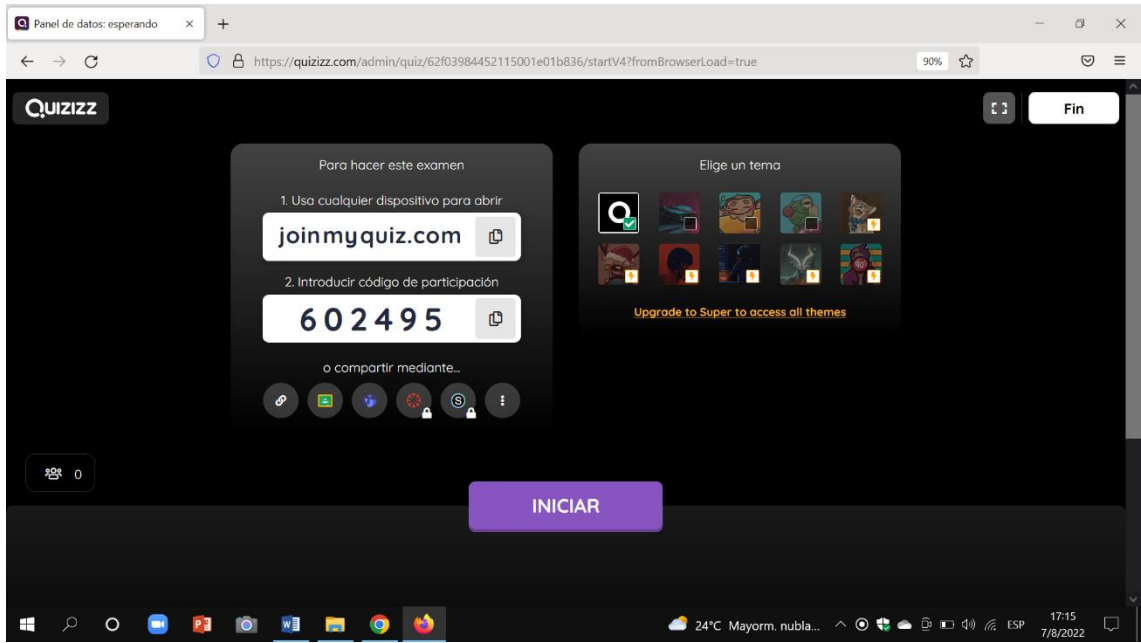 Panel de datos: esperando
https://quizizz.com/admin/quiz/62f03984452115001e01b836/startV4?fromBrowserLoad=true
90%
Quizizz
Fin
Para hacer este examen
1. Usa cualquier dispositivo para abrir
joinmyquiz.com
2. Introducir código de participación
602495
o compartir mediante...
Elige un tema
Upgrade to Super to access all themes
0
INICIAR
24°C Mayorm. nubla...
ESP
17:15
7/8/2022